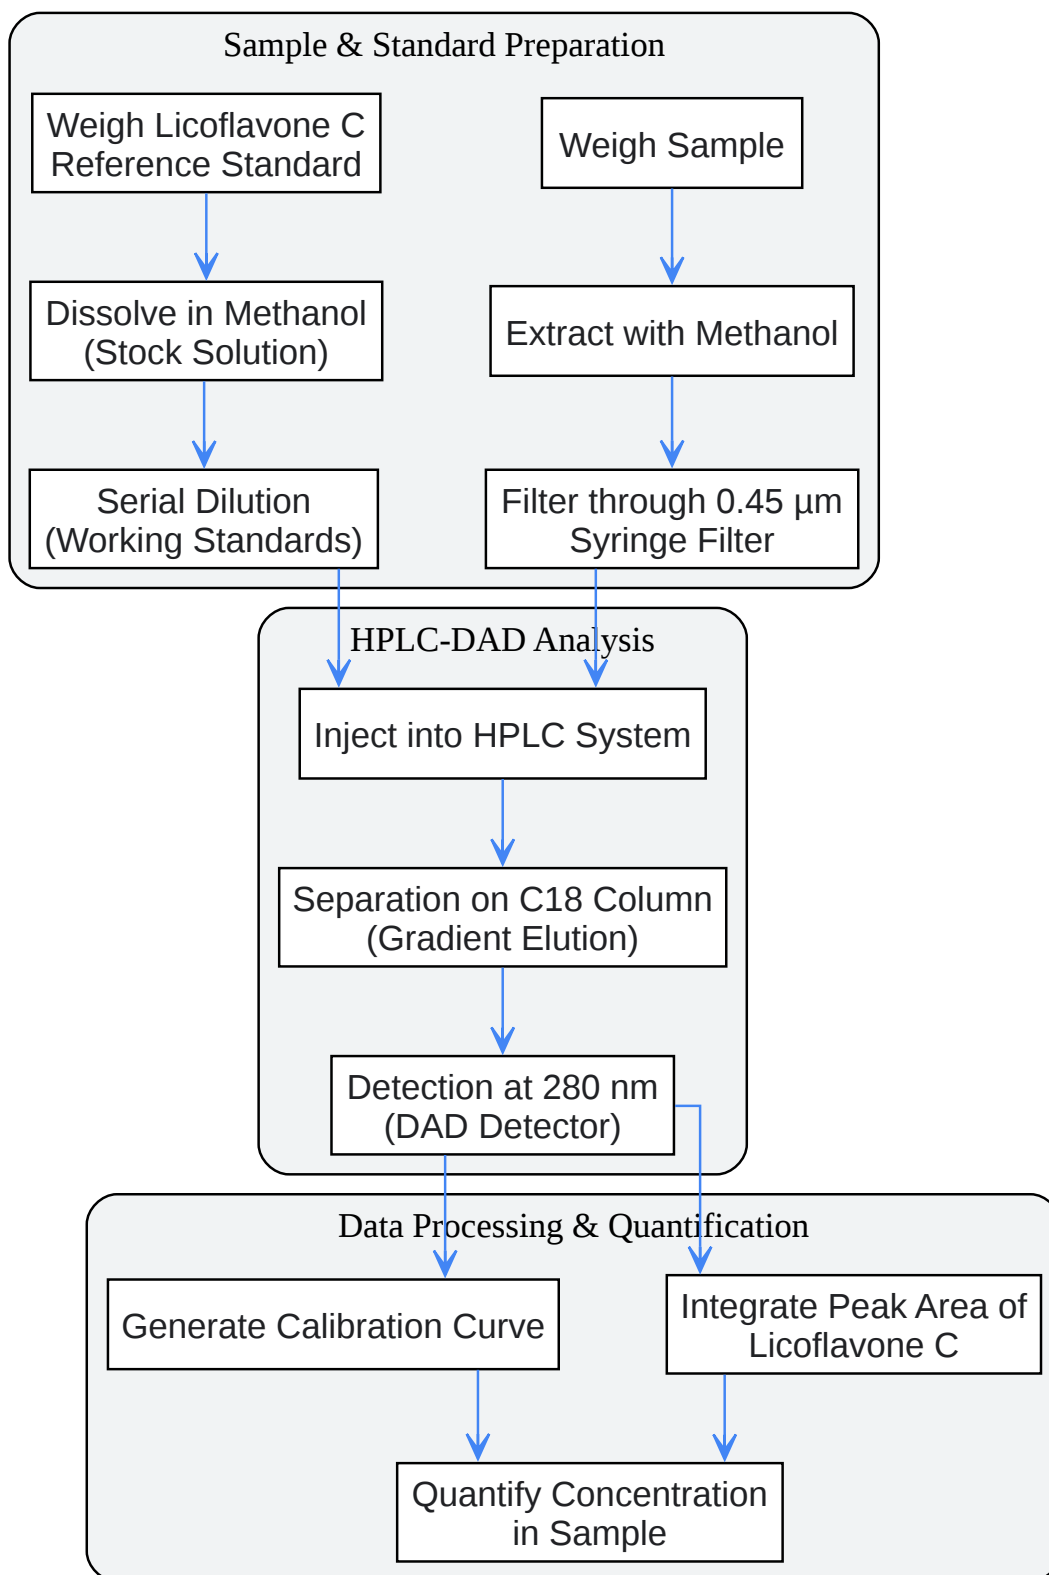 Sample & Standard Preparation
Weigh Licoflavone C
Reference Standard
Weigh Sample
Dissolve in Methanol
(Stock Solution)
Extract with Methanol
Serial Dilution
(Working Standards)
Filter through 0.45 µm
Syringe Filter
HPLC-DAD Analysis
Inject into HPLC System
Separation on C18 Column
(Gradient Elution)
Detection at 280 nm
(DAD Detector)
Data Processing & Quantification
Generate Calibration Curve
Integrate Peak Area of
Licoflavone C
Quantify Concentration
in Sample